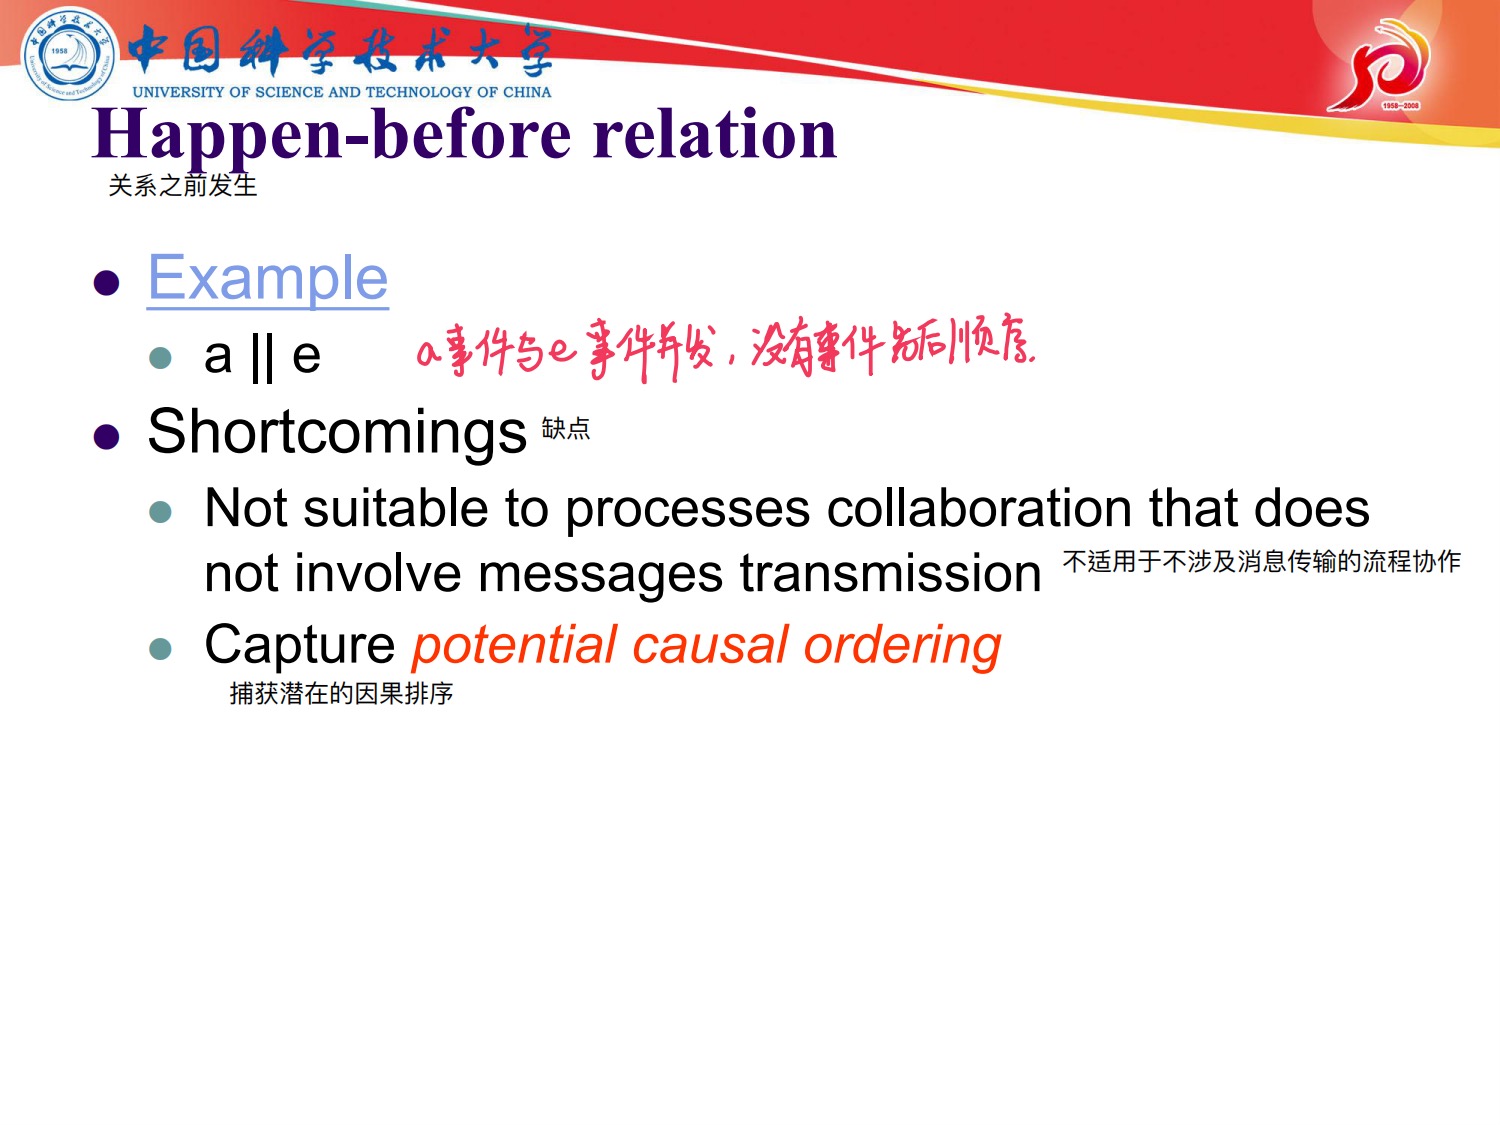 中国科学技术大学
UNIVERSITY OF SCIENCE AND TECHNOLOGY OF CHINA
1958
1958—2008
Happen-before relation
关系之前发生
Example
a || e
a事件与e事件并发，没有事件先后顺序.
Shortcomings 缺点
Not suitable to processes collaboration that does
not involve messages transmission 不适用于不涉及消息传输的流程协作
Capture potential causal ordering
捕获潜在的因果排序